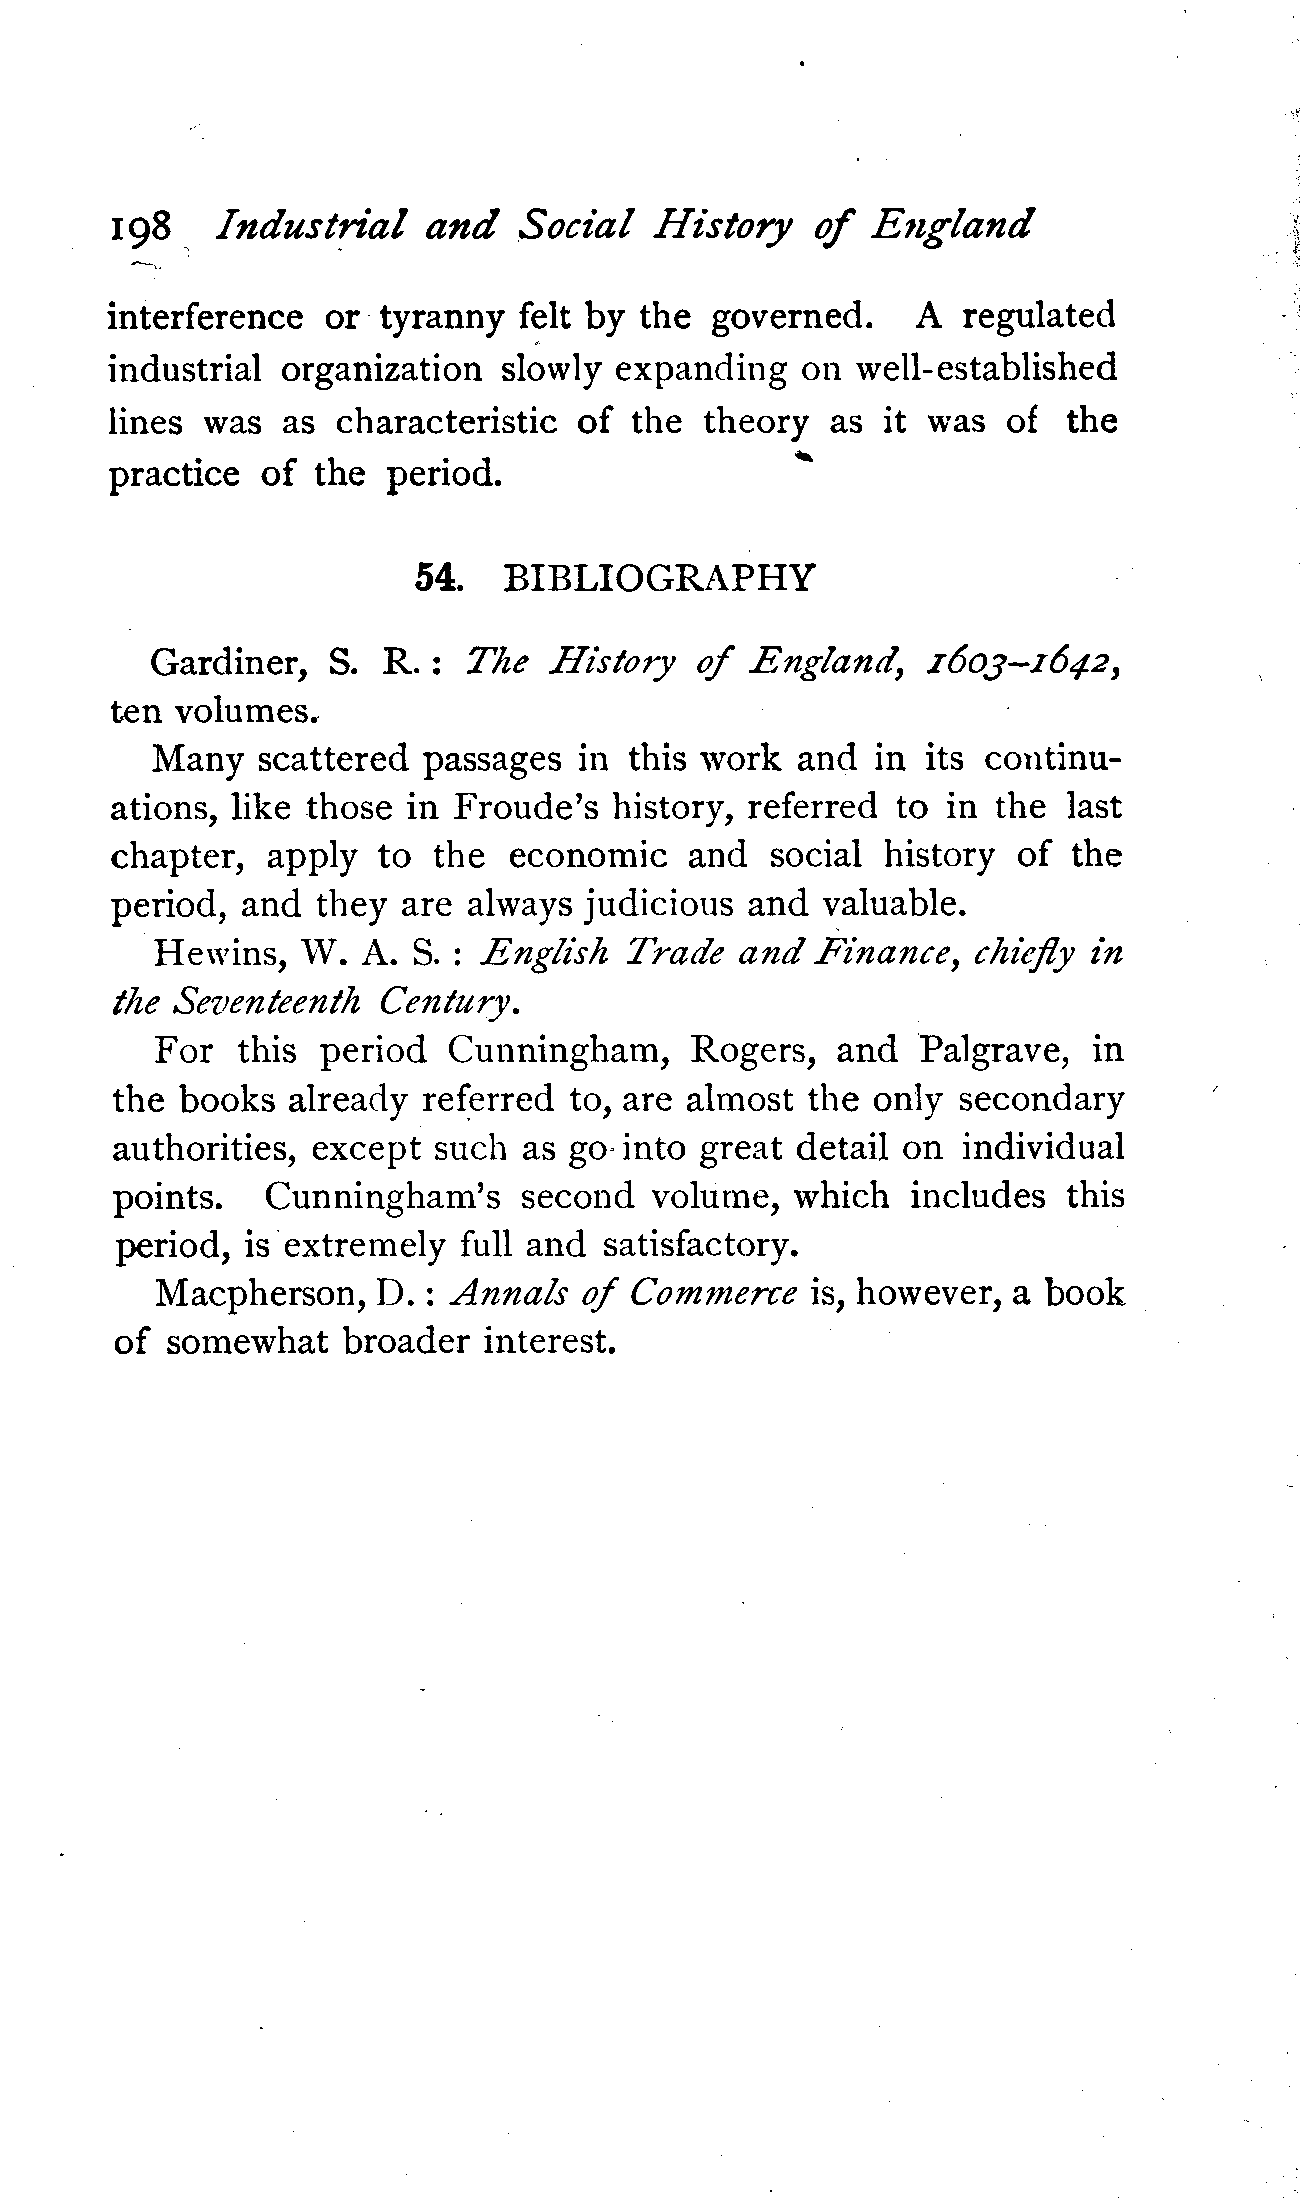 198 Industrial and Social History of England
interference or tyranny felt by the governed. A regulated
industrial organization slowly expanding on well-established
lines was as characteristic of the theory as it was of the
practice of the period.
54. BIBLIOGRAPHY
Gardiner, S. R. : The History of England, 1603–1642,
ten volumes.
Many scattered passages in this work and in its continu-
ations, like those in Froude's history, referred to in the last
chapter, apply to the economic and social history of the
period, and they are always judicious and valuable.
Hewins, W. A. S. : English Trade and Finance, chiefly in
the Seventeenth Century.
For this period Cunningham, Rogers, and Palgrave, in
the books already referred to, are almost the only secondary
authorities, except such as go into great detail on individual
points. Cunningham's second volume, which includes this
period, is extremely full and satisfactory.
Macpherson, D. : Annals of Commerce is, however, a book
of somewhat broader interest.